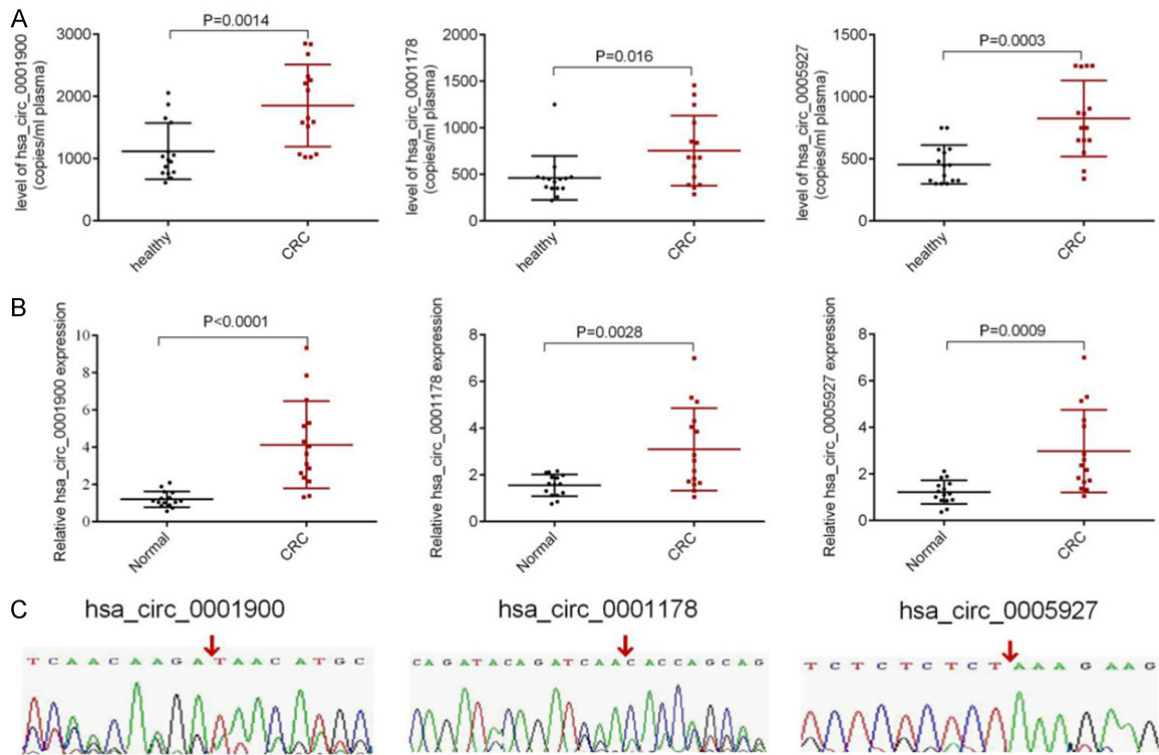 A
P=0.0014
level of hsa_circ_0001900
(copies/ml plasma)
3000
2000
1000
0
healthy
CRC
P=0.016
level of hsa_circ_0001178
(copies/ml plasma)
2000
1500
1000
500
0
healthy
CRC
P=0.0003
level of hsa_circ_0005927
(copies/ml plasma)
1500
1000
500
0
healthy
CRC
B
P<0.0001
Relative hsa_circ_0001900 expression
10
8
6
4
2
0
Normal
CRC
P=0.0028
Relative hsa_circ_0001178 expression
8
6
4
2
0
Normal
CRC
P=0.0009
Relative hsa_circ_0005927 expression
8
6
4
2
0
Normal
CRC
C
hsa_circ_0001900
T C A A C A A G A T A A C A T G C
hsa_circ_0001178
C A G A T A C A G A T C A A C A C C A G C A G
hsa_circ_0005927
T C T C T C T C T A A A G A A G